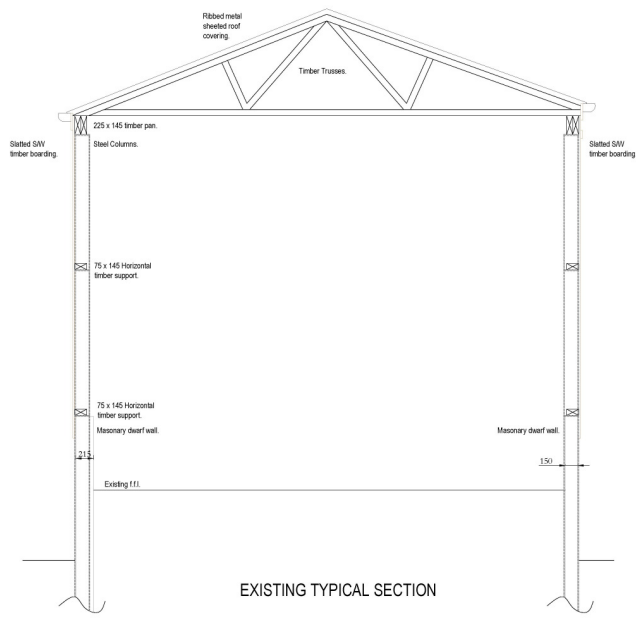 Ribbed metal
sheeted roof
covering.
Timber Trusses.
225 x 145 timber pan.
Slatted S/W
timber boarding.
Steel Columns.
Slatted S/W
timber boarding
75 x 145 Horizontal
timber support.
75 x 145 Horizontal
timber support.
Masonary dwarf wall.
Masonary dwarf wall.
215
150
Existing f.f.l.
EXISTING TYPICAL SECTION